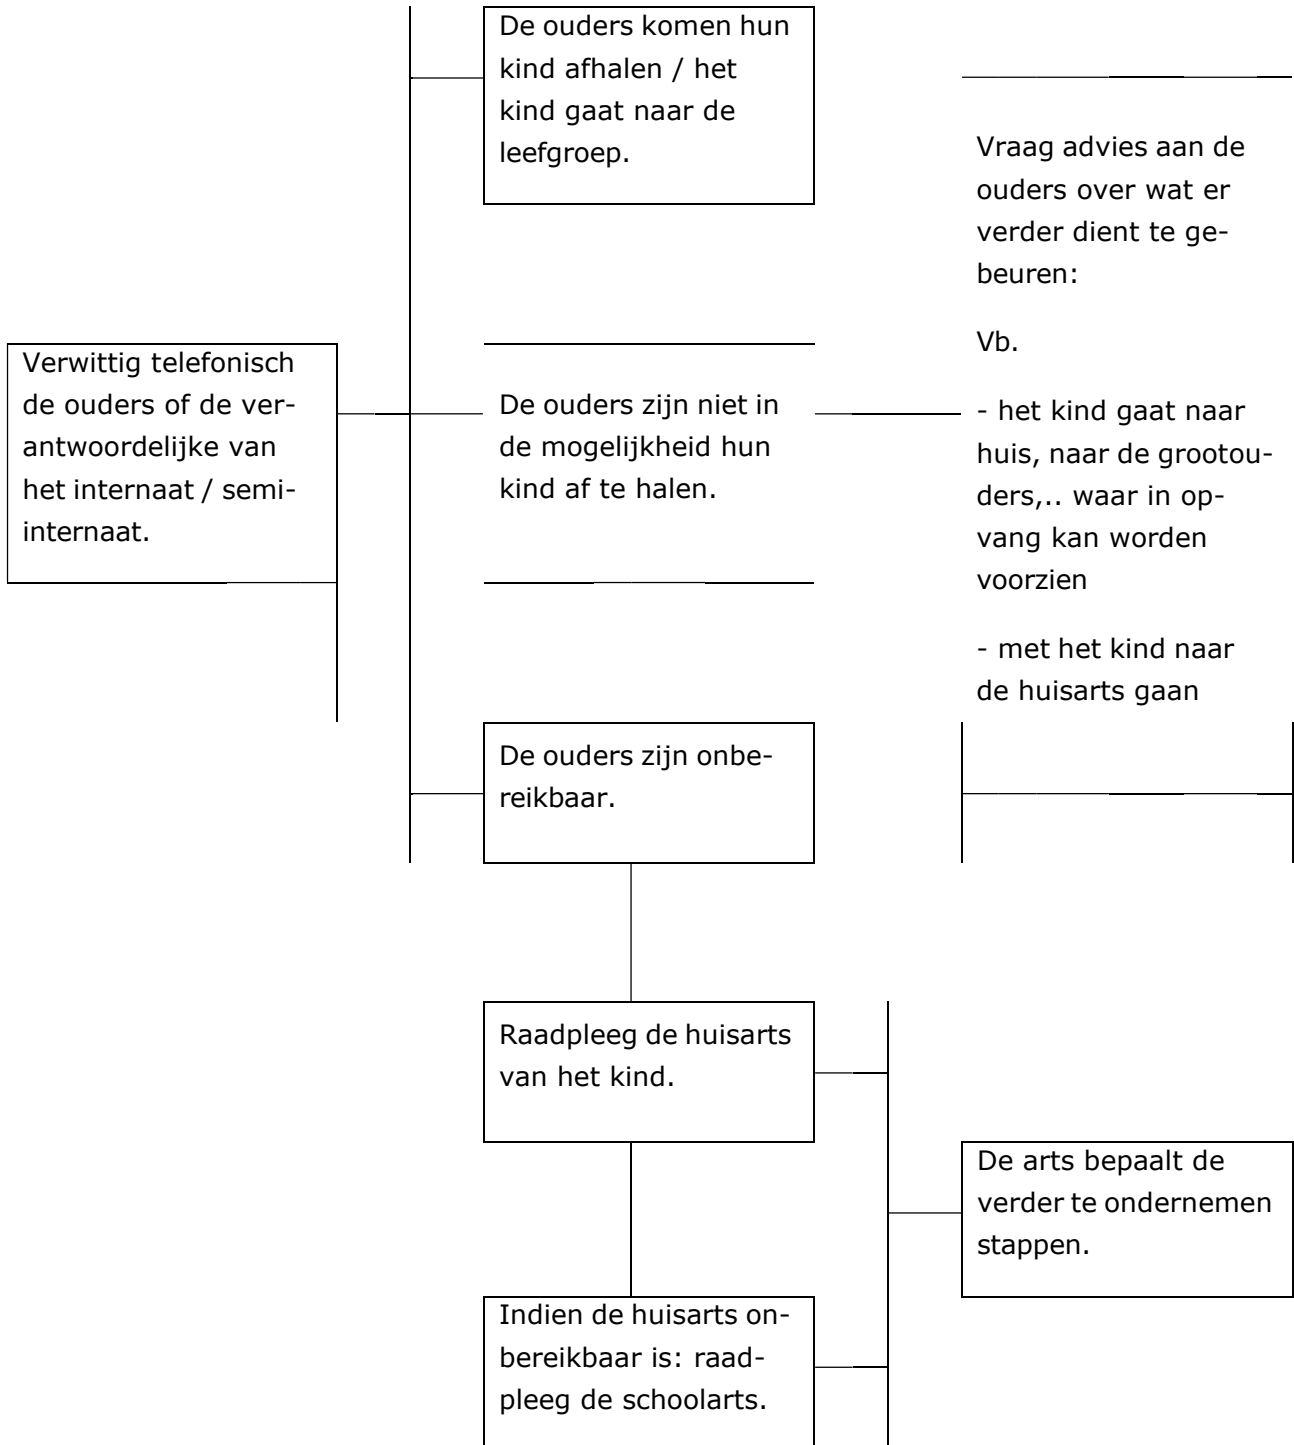 De ouders komen hun
kind afhalen / het
kind gaat naar de
leefgroep.
Vraag advies aan de
ouders over wat er
verder dient te ge-
beuren:
Vb.
- het kind gaat naar
huis, naar de grootou-
ders,.. waar in op-
vang kan worden
voorzien
- met het kind naar
de huisarts gaan
Verwittig telefonisch
de ouders of de ver-
antwoordelijke van
het internaat / semi-
internaat.
De ouders zijn niet in
de mogelijkheid hun
kind af te halen.
De ouders zijn onbe-
reikbaar.
Raadpleeg de huisarts
van het kind.
De arts bepaalt de
verder te ondernemen
stappen.
Indien de huisarts on-
bereikbaar is: raad-
pleeg de schoolarts.